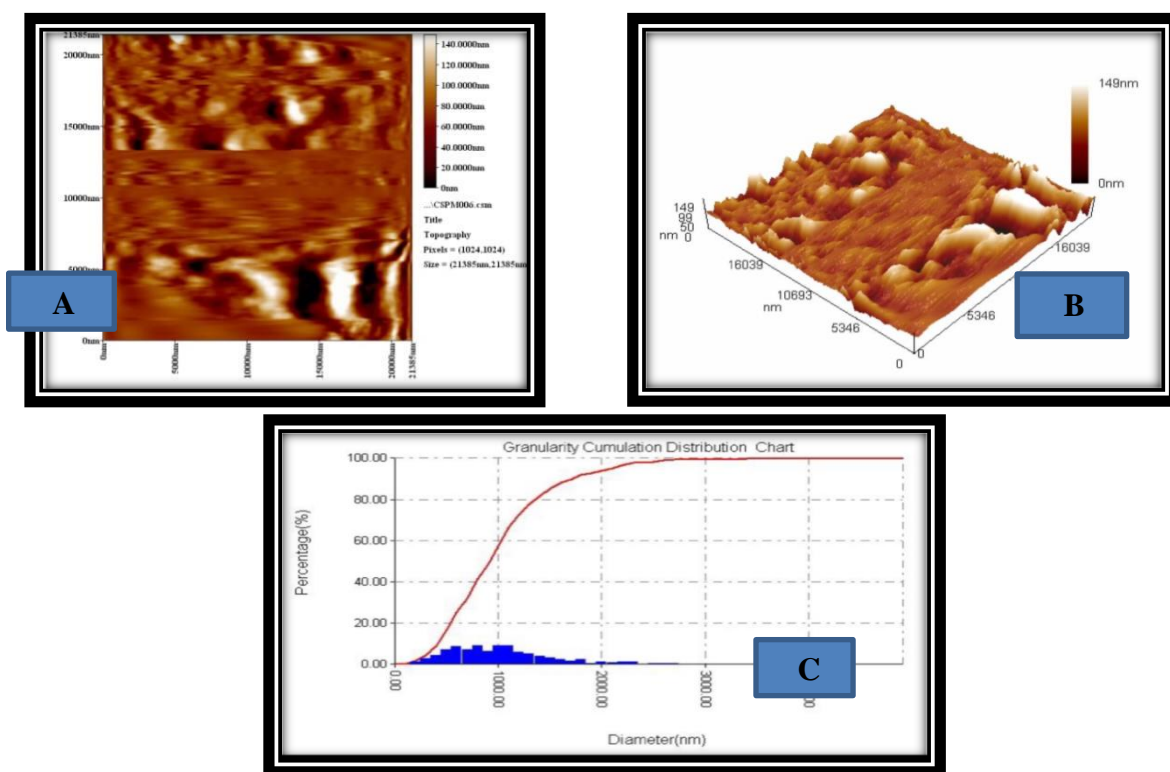 21385nm
20000nm
15000nm
10000nm
0nm
0nm
5000nm
10000nm
15000nm
20000nm
21385nm
140.0000nm
120.0000nm
100.0000nm
80.0000nm
60.0000nm
40.0000nm
20.0000nm
0nm
...\CSPM006.csm
Title
Topography
Pixels = (1024,1024)
Size = (21385nm,21385nm
A
149nm
0nm
149
99
50
nm 0
16039
10693
nm
5346
0
0
5346
16039
B
Granularity Cumulation Distribution Chart
100.00
80.00
60.00
40.00
20.00
0.00
Percentage(%)
0.00
1000.00
2000.00
3000.00
Diameter(nm)
C